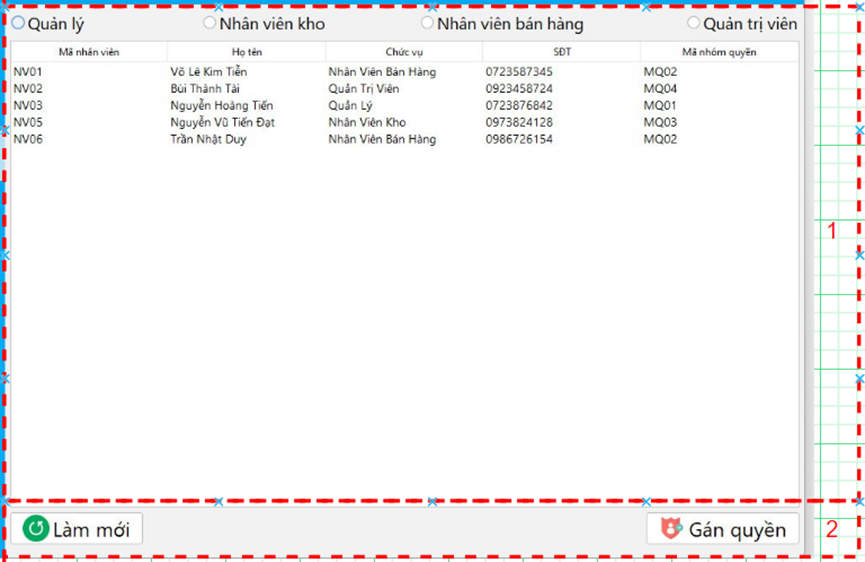 Quản lý Nhân viên kho Nhân viên bán hàng Quản trị viên
Mã nhân viên Họ tên Chức vụ SĐT Mã nhóm quyền
NV01 Võ Lê Kim Tiễn Nhân Viên Bán Hàng 0723587345 MQ02
NV02 Bùi Thành Tài Quản Trị Viên 0923458724 MQ04
NV03 Nguyễn Hoàng Tiến Quản Lý 0723876842 MQ01
NV05 Nguyễn Vũ Tiến Đạt Nhân Viên Kho 0973824128 MQ03
NV06 Trần Nhật Duy Nhân Viên Bán Hàng 0986726154 MQ02
1
Làm mới Gán quyền 2